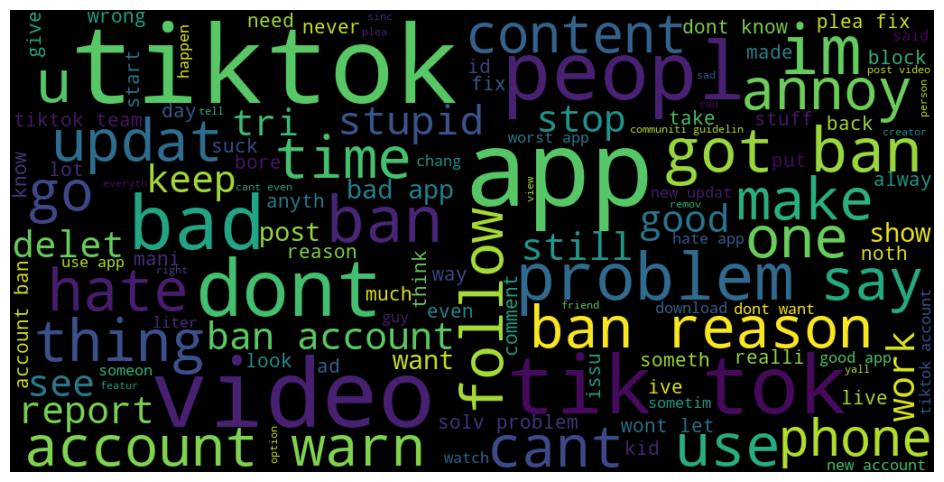 wrong
need
never
sinc
plea
content
dont know
plea fix
give
tiktok
happen
start
u
id
fix
peopl
sad
made
im
block
said
post video
day
tell
tiktok team
tri
stupid
stop
cau
annoy
person
updat
suck
time
worst app
communiti guidelin
take
stuff
back
creator
know
lot
bore
chang
app
got
put
ban
everyth
cant even
view
new updat
alway
go
keep
bad app
bad
anyth
ban
remov
make
good
one
show
delet
post
still
hate app
noth
mani
reason
follow
use app
right
dont
think
way
problem
say
hate
much
even
comment
friend
download
dont want
account ban
thing
liter
guy
ban account
ban reason
tiktok account
see
someon
look
ad
want
issu
someth
realli
good app
yall
featur
video
tik tok
ive
sometim
live
work
report
solv problem
wont let
account
option
warn
watch
cant
kid
use
phone
new account